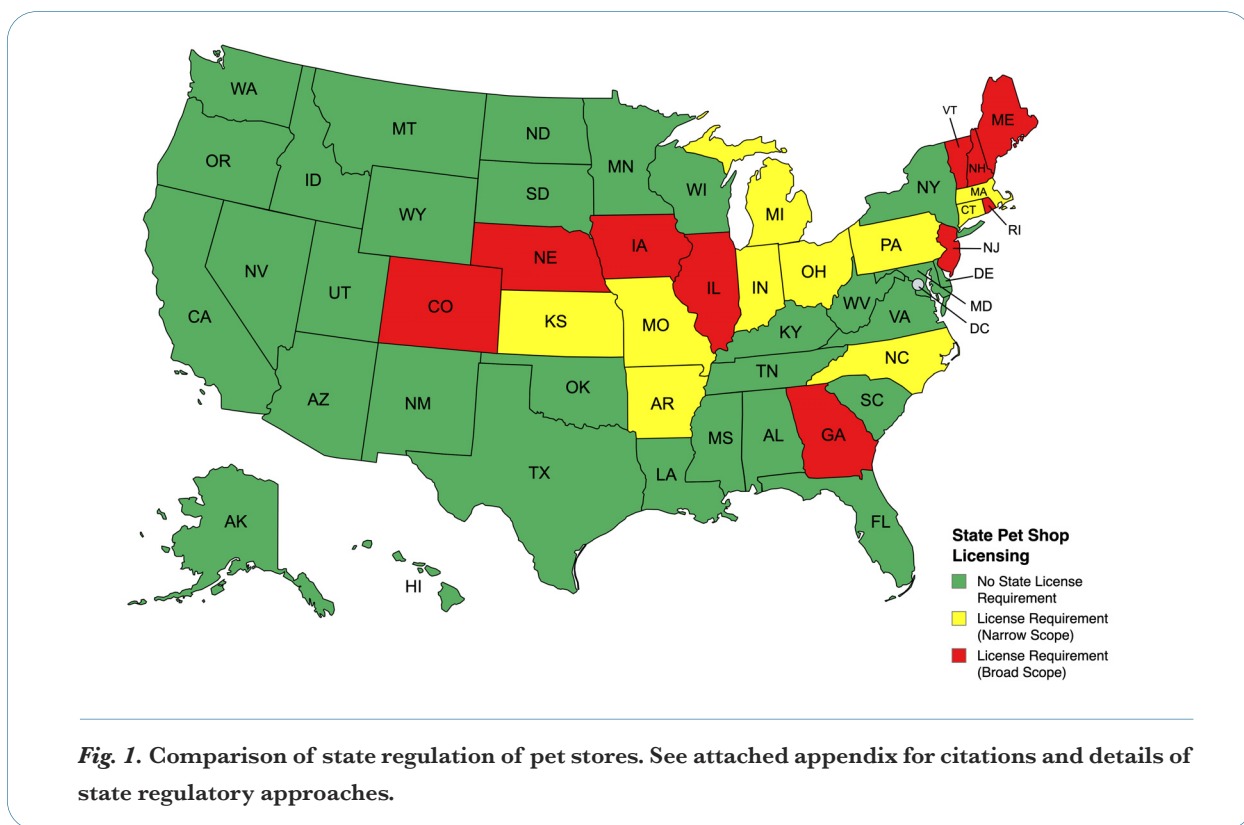 WA
MT
ND
MN
OR
ID
SD
WI
WY
MI
NY
VT
ME
NH
MA
CT
RI
NJ
PA
DE
MD
DC
NV
UT
CO
NE
IA
IL
IN
OH
WV
VA
KY
KS
MO
CA
AZ
NM
OK
AR
TN
NC
SC
MS
AL
GA
TX
LA
FL
AK
HI
State Pet Shop
Licensing
No State License
Requirement
License Requirement
(Narrow Scope)
License Requirement
(Broad Scope)
Fig. 1. Comparison of state regulation of pet stores. See attached appendix for citations and details of
state regulatory approaches.